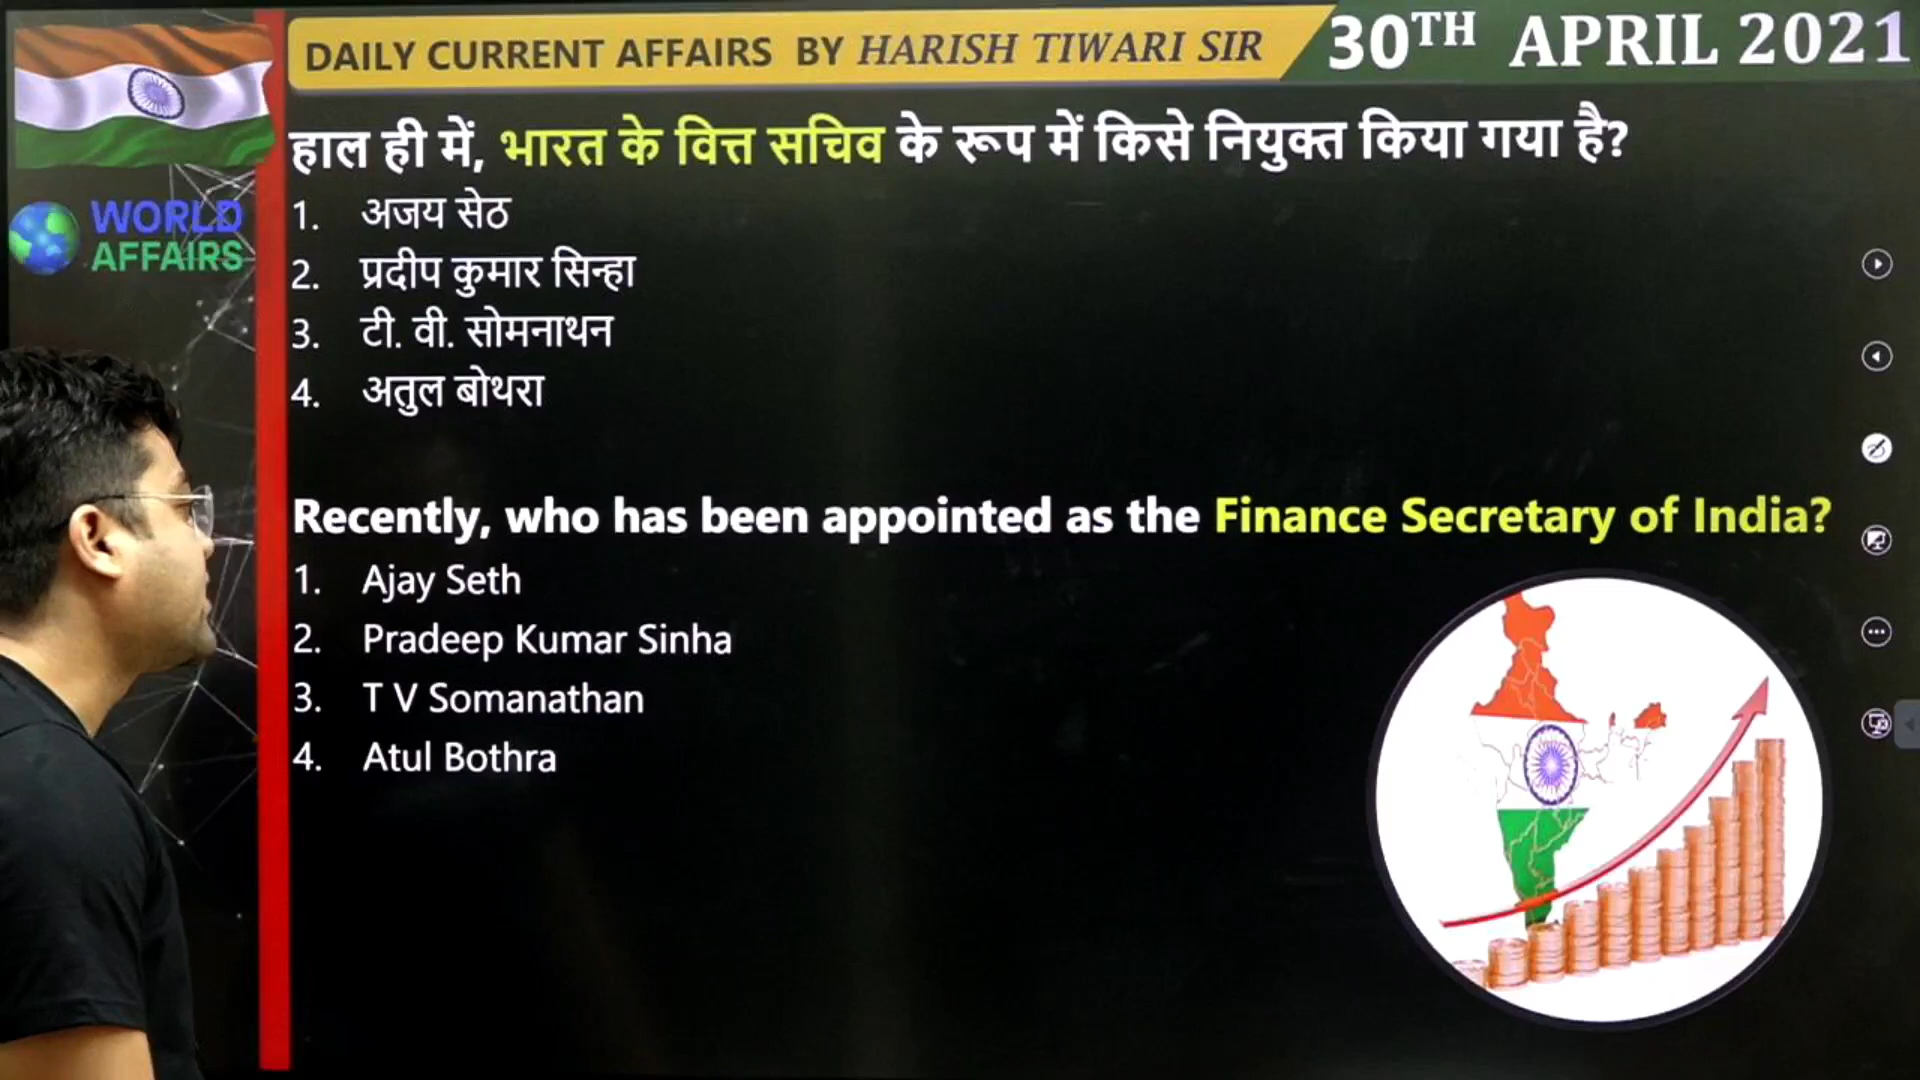 DAILY CURRENT AFFAIRS BY HARISH TIWARI SIR
30TH APRIL 2021
WORLD
AFFAIRS
हाल ही में, भारत के वित्त सचिव के रूप में किसे नियुक्त किया गया है?
1. अजय सेठ
2. प्रदीप कुमार सिन्हा
3. टी. वी. सोमनाथन
4. अतुल बोथरा
Recently, who has been appointed as the Finance Secretary of India?
1. Ajay Seth
2. Pradeep Kumar Sinha
3. T V Somanathan
4. Atul Bothra